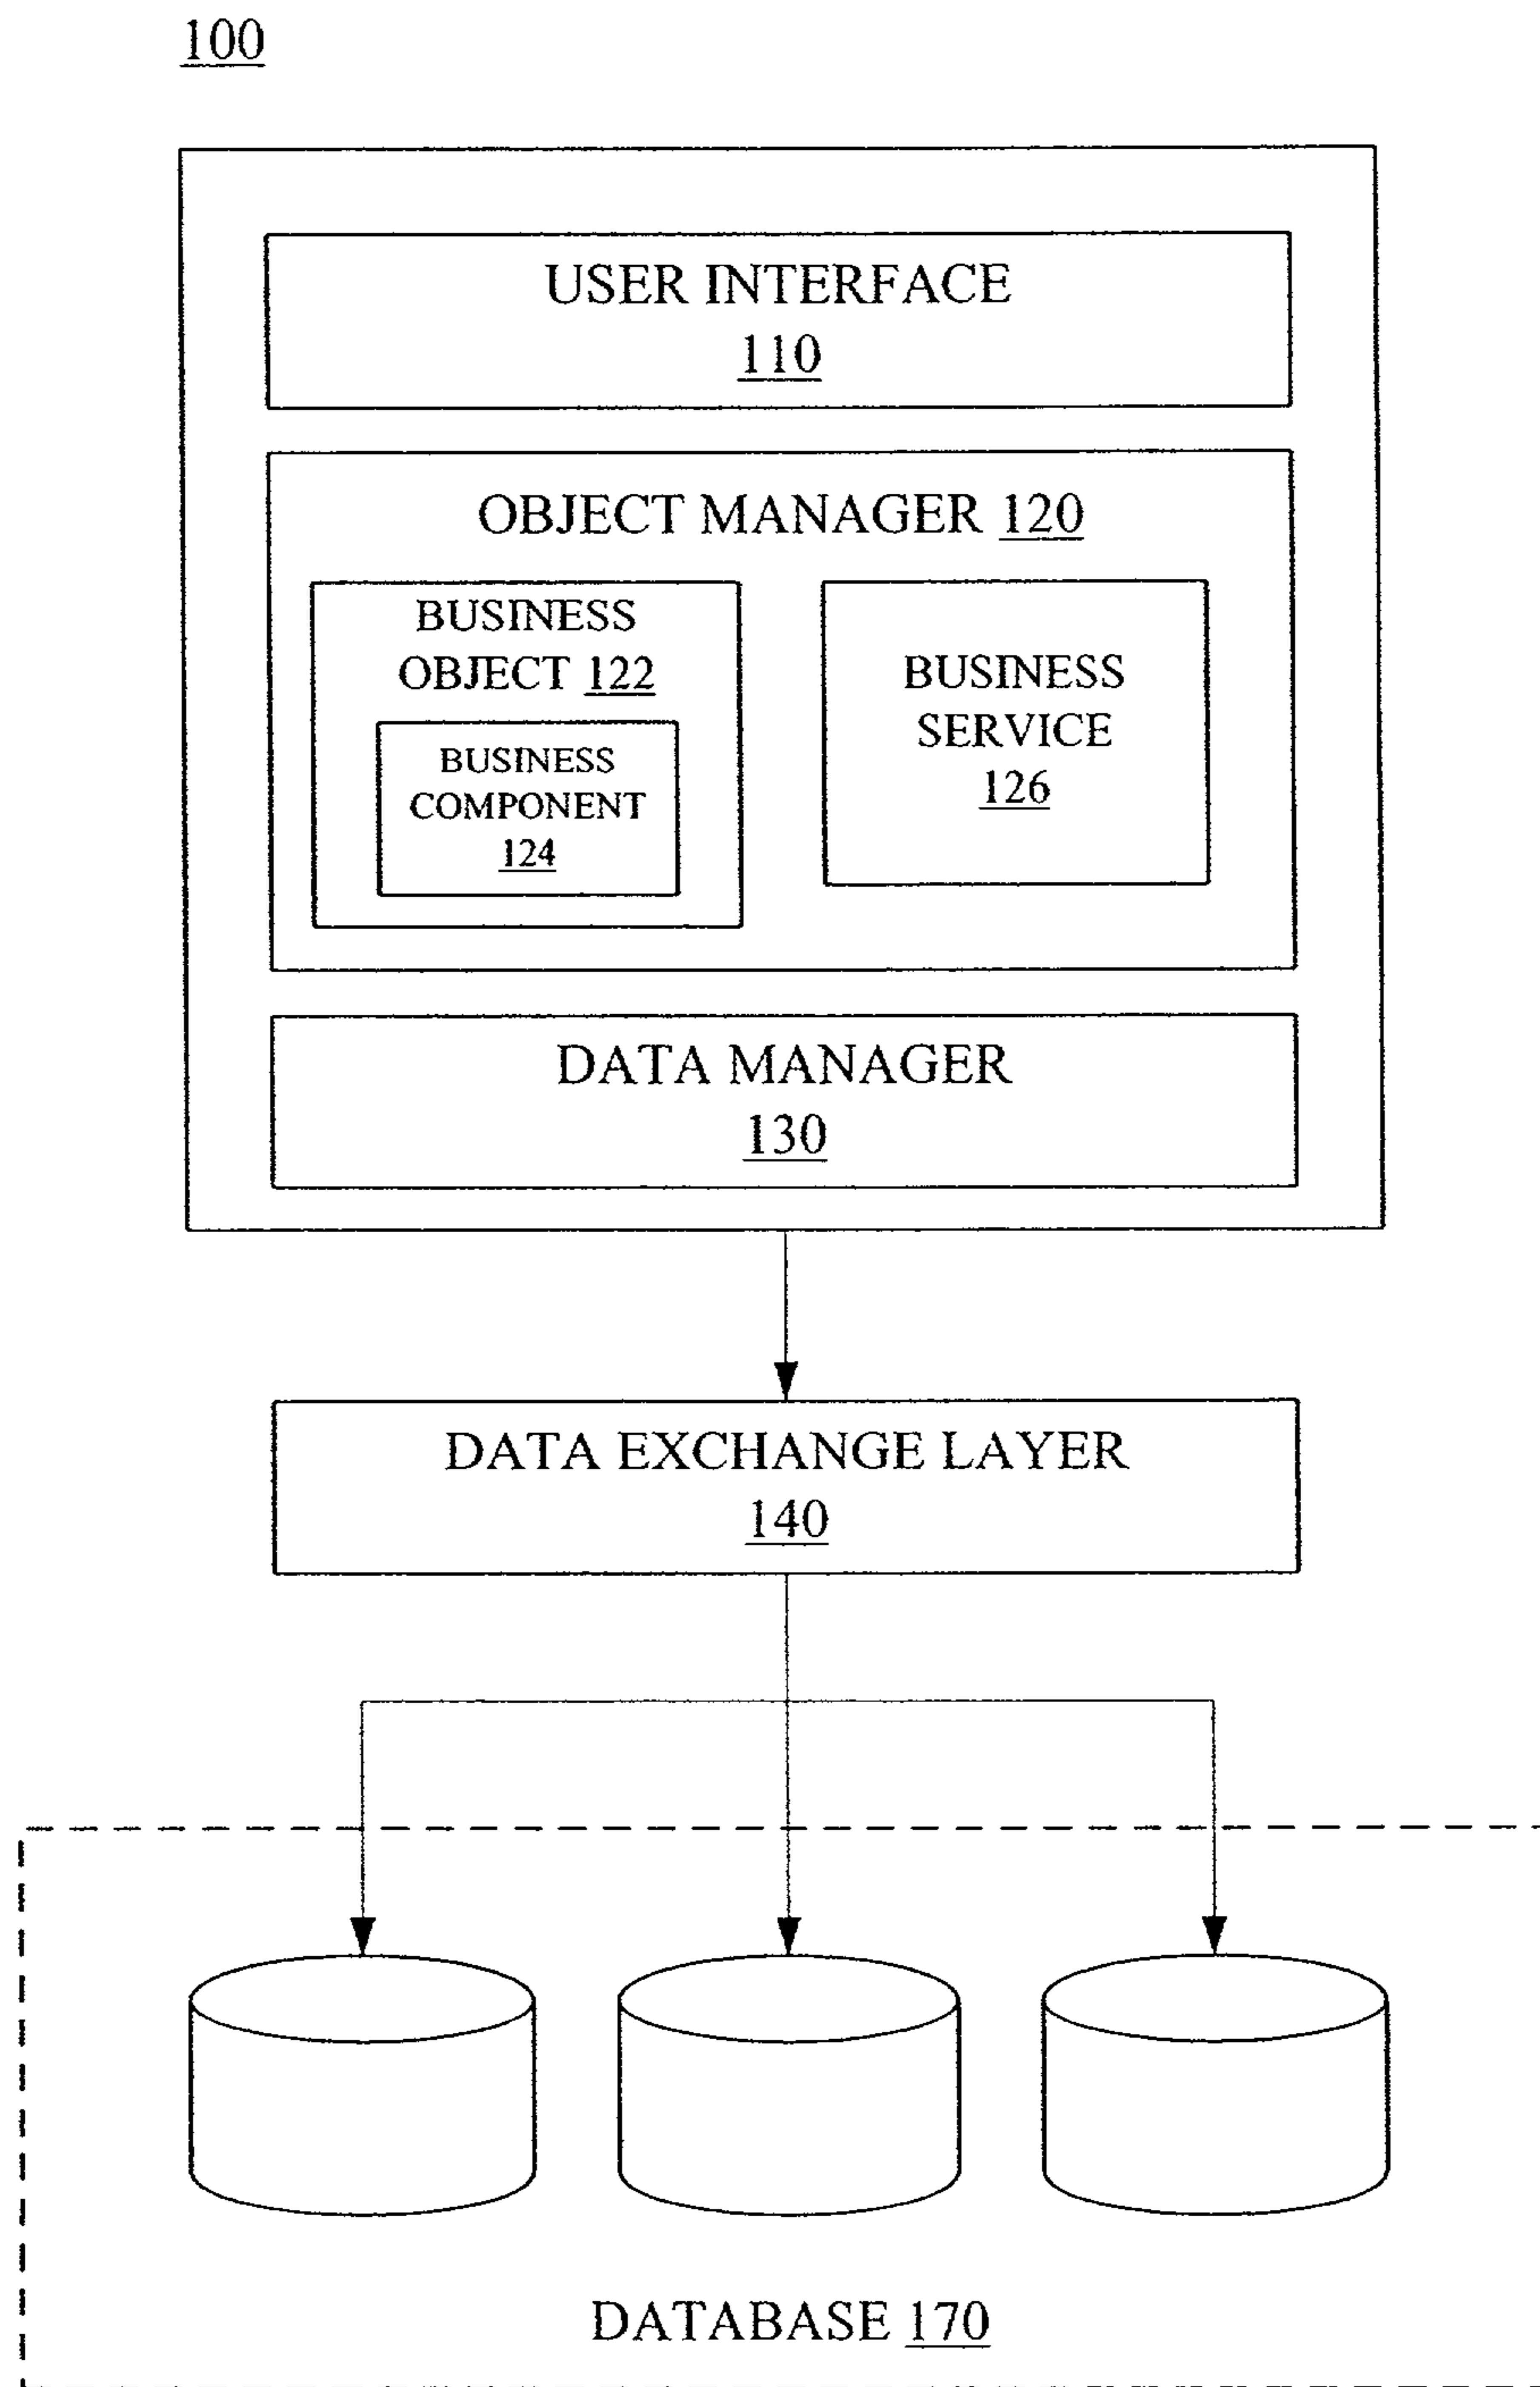 100
USER INTERFACE
110
OBJECT MANAGER 120
BUSINESS
OBJECT 122
BUSINESS
COMPONENT
124
BUSINESS
SERVICE
126
DATA MANAGER
130
DATA EXCHANGE LAYER
140
DATABASE 170